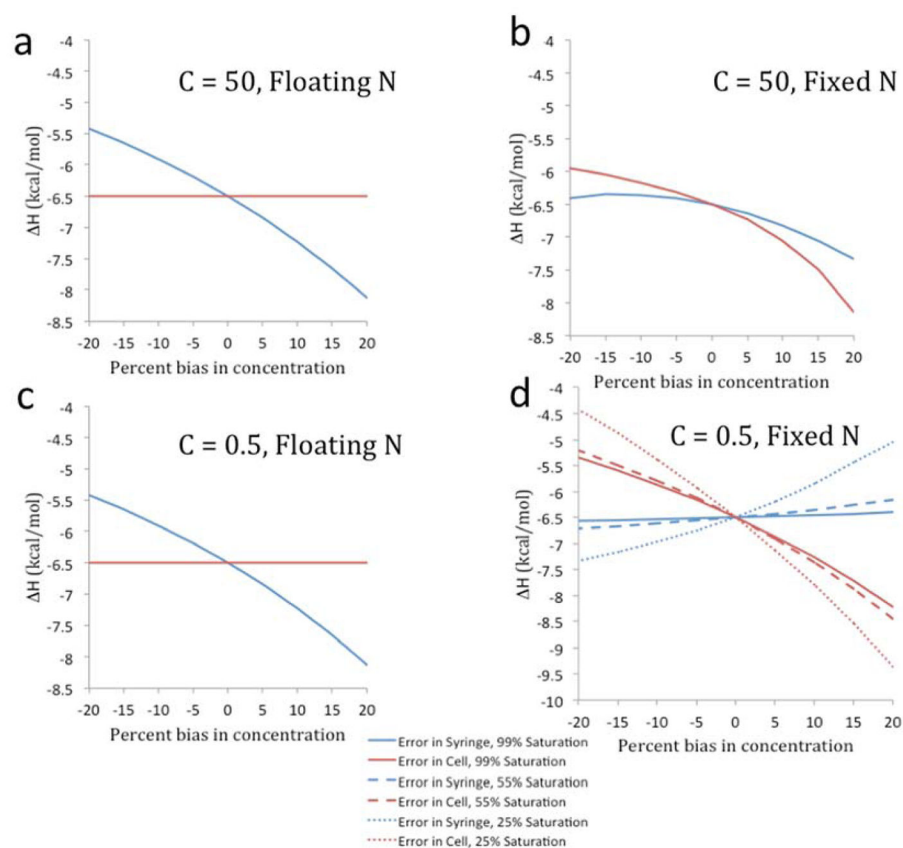 a
C = 50, Floating N
-4
-4.5
-5
-5.5
-6
-6.5
-7
-7.5
-8
-8.5
ΔH (kcal/mol)
-20 -15 -10 -5 0 5 10 15 20
Percent bias in concentration
b
C = 50, Fixed N
-4
-4.5
-5
-5.5
-6
-6.5
-7
-7.5
-8
-8.5
ΔH (kcal/mol)
-20 -15 -10 -5 0 5 10 15 20
Percent bias in concentration
c
C = 0.5, Floating N
-4
-4.5
-5
-5.5
-6
-6.5
-7
-7.5
-8
-8.5
ΔH (kcal/mol)
-20 -15 -10 -5 0 5 10 15 20
Percent bias in concentration
d
C = 0.5, Fixed N
-4
-4.5
-5
-5.5
-6
-6.5
-7
-7.5
-8
-8.5
-9
-9.5
-10
ΔH (kcal/mol)
-20 -15 -10 -5 0 5 10 15 20
Percent bias in concentration
Error in Syringe, 99% Saturation
Error in Cell, 99% Saturation
Error in Syringe, 55% Saturation
Error in Cell, 55% Saturation
Error in Syringe, 25% Saturation
Error in Cell, 25% Saturation